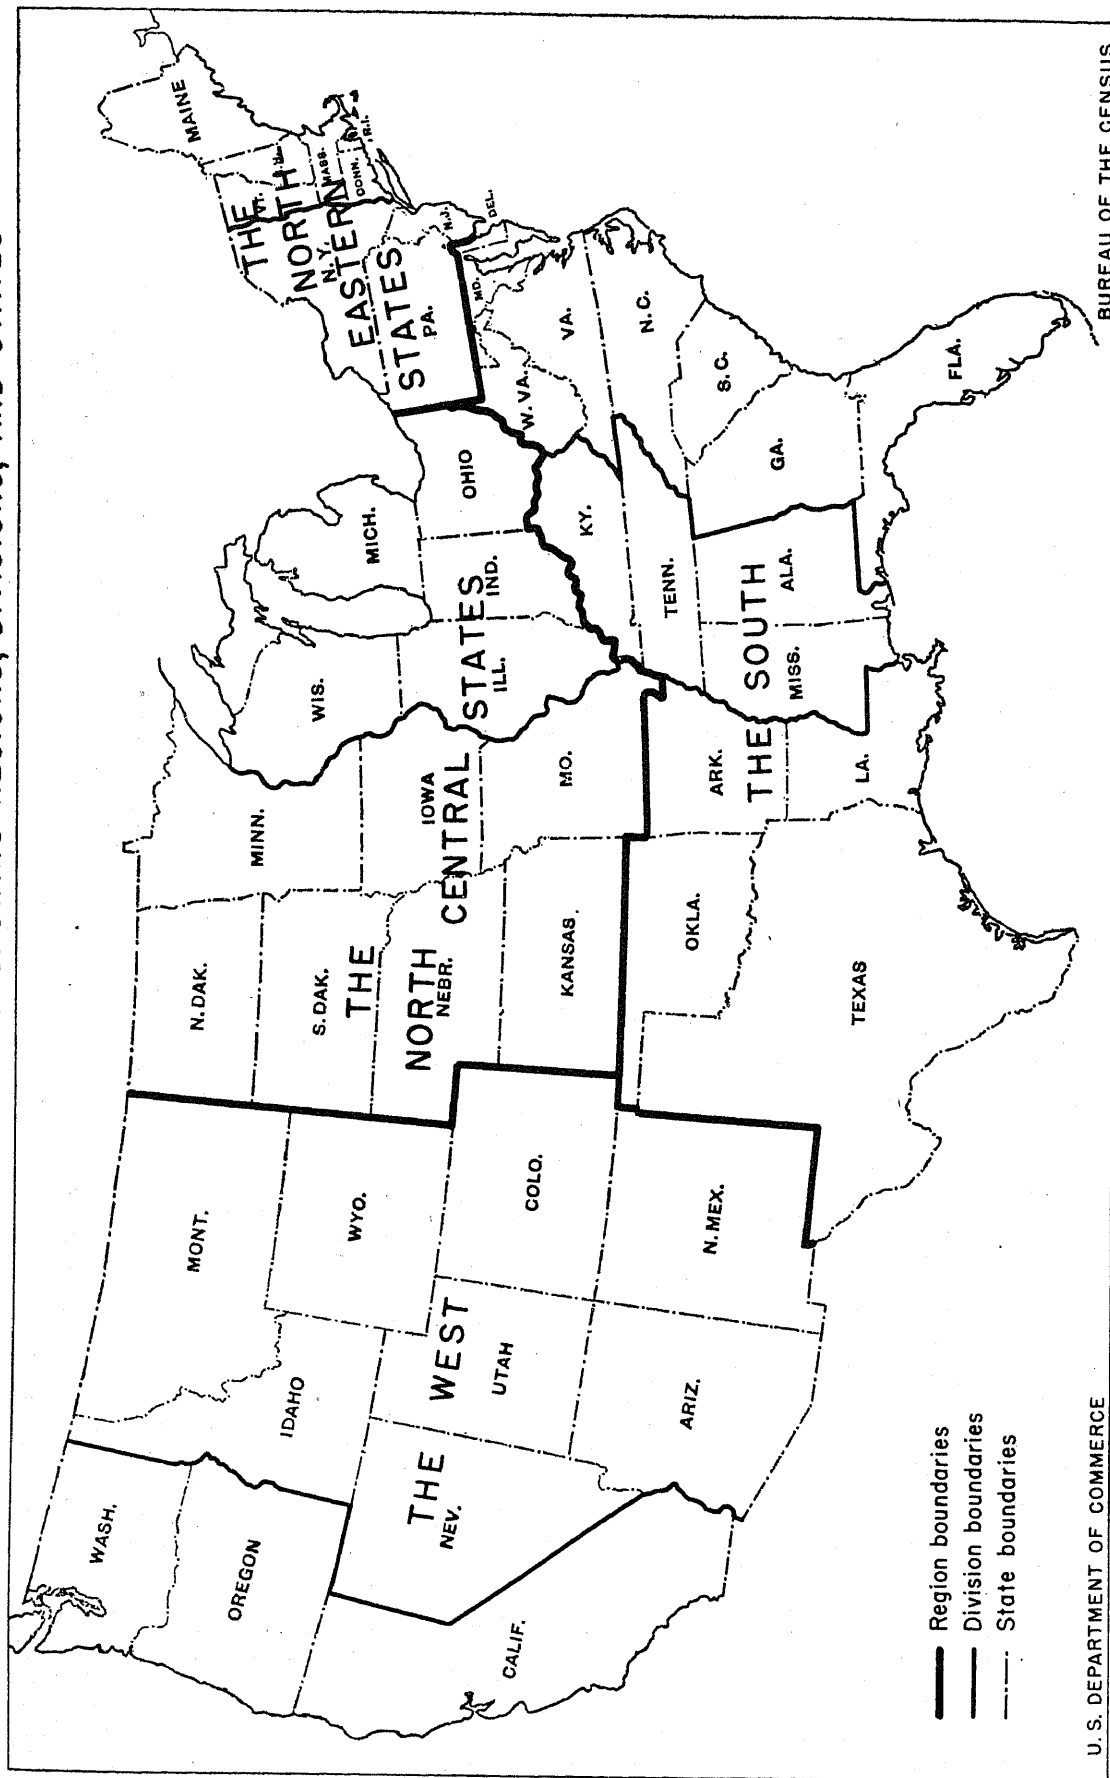 WASH.
OREGON
CALIF.
THE
WEST
NEV.
IDAHO
UTAH
ARIZ.
MONT.
WYO.
COLO.
N. MEX.
THE
NORTH
CENTRAL
STATES
N. DAK.
S. DAK.
NEBR.
KANSAS
MINN.
IOWA
MO.
WIS.
ILL.
MICH.
IND.
OHIO
THE
SOUTH
TEXAS
OKLA.
ARK.
LA.
MISS.
ALA.
TENN.
KY.
GA.
FLA.
S. C.
N. C.
VA.
W. VA.
MD.
DEL.
THE
NORTH
EASTERN
STATES
PA.
N. Y.
N.J.
CONN.
R.I.
MASS.
VT.
MAINE
Region boundaries
Division boundaries
State boundaries
U. S. DEPARTMENT OF COMMERCE
BUREAU OF THE CENSUS